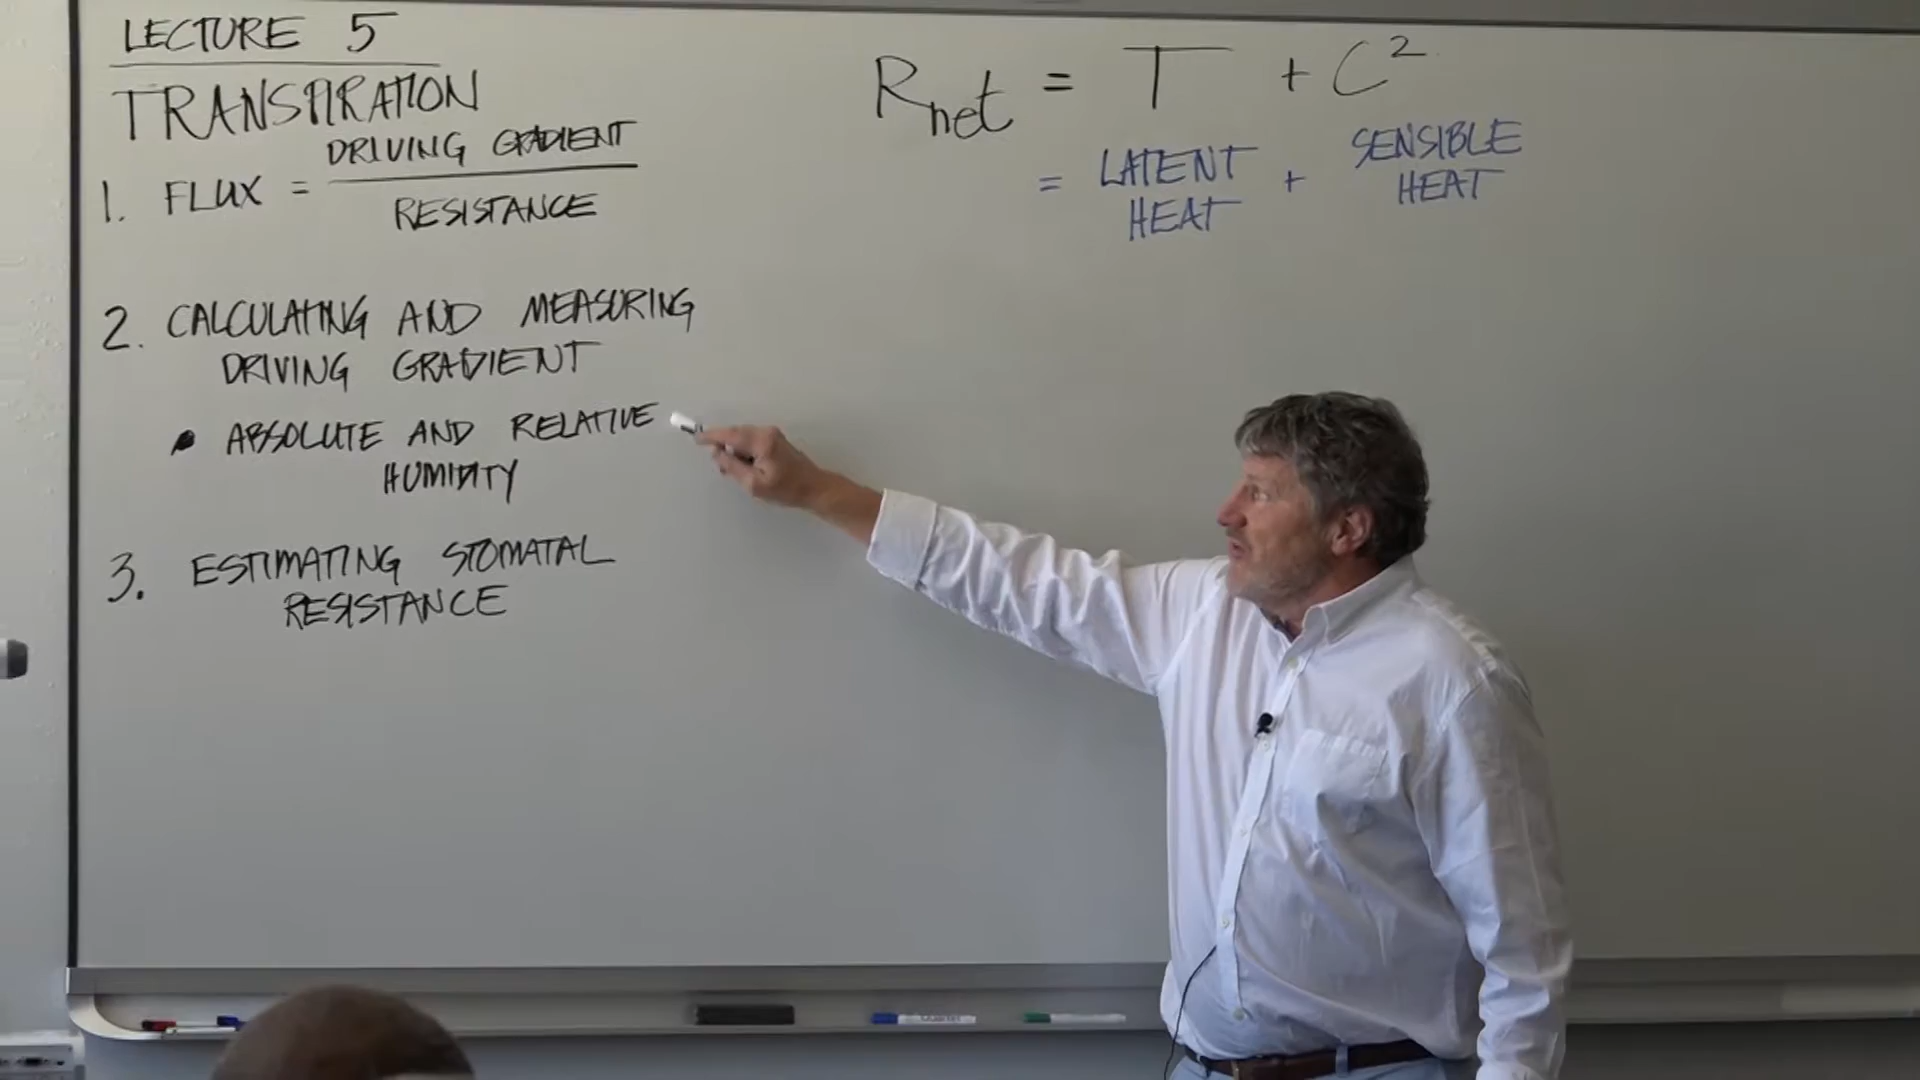 LECTURE 5
TRANSPIRATION
1. FLUX = DRIVING GRADIENT
RESISTANCE
2. CALCULATING AND MEASURING
DRIVING GRADIENT
• ABSOLUTE AND RELATIVE
HUMIDITY
3. ESTIMATING STOMATAL
RESISTANCE
Rnet = T + C²
= LATENT HEAT + SENSIBLE HEAT